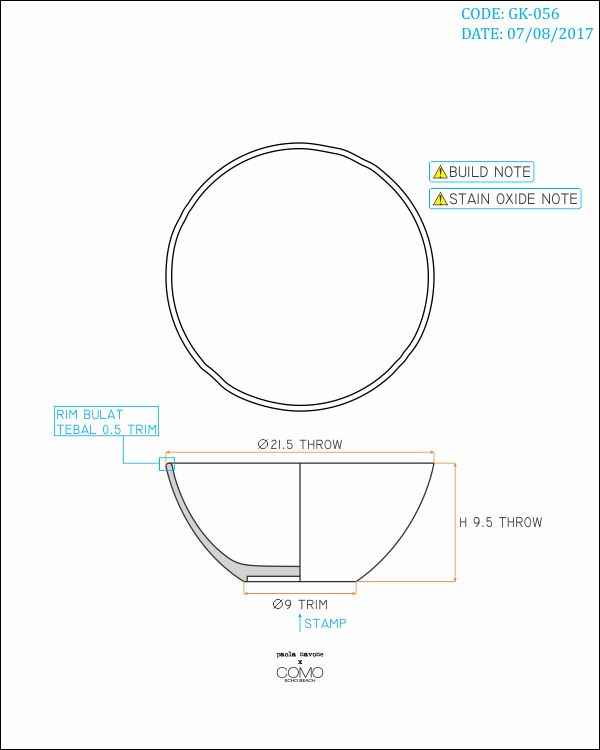 CODE: GK-056
DATE: 07/08/2017
BUILD NOTE
STAIN OXIDE NOTE
RIM BULAT
TEBAL 0.5 TRIM
Ø21.5 THROW
H 9.5 THROW
Ø9 TRIM
STAMP
paola navone
x
COMO
ECHO BEACH